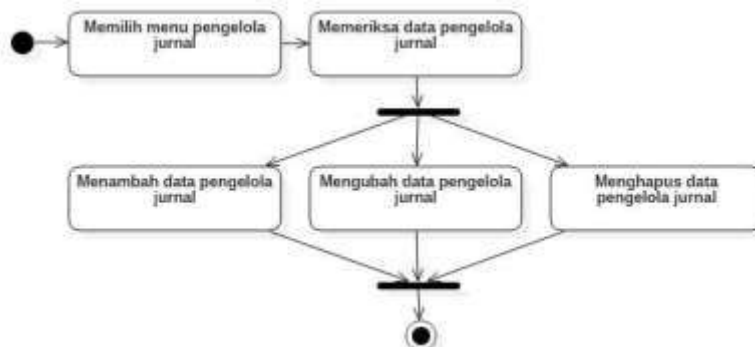 Memilih menu pengelola
jurnal
Memeriksa data pengelola
jurnal
Menambah data pengelola
jurnal
Mengubah data pengelola
jurnal
Menghapus data
pengelola jurnal